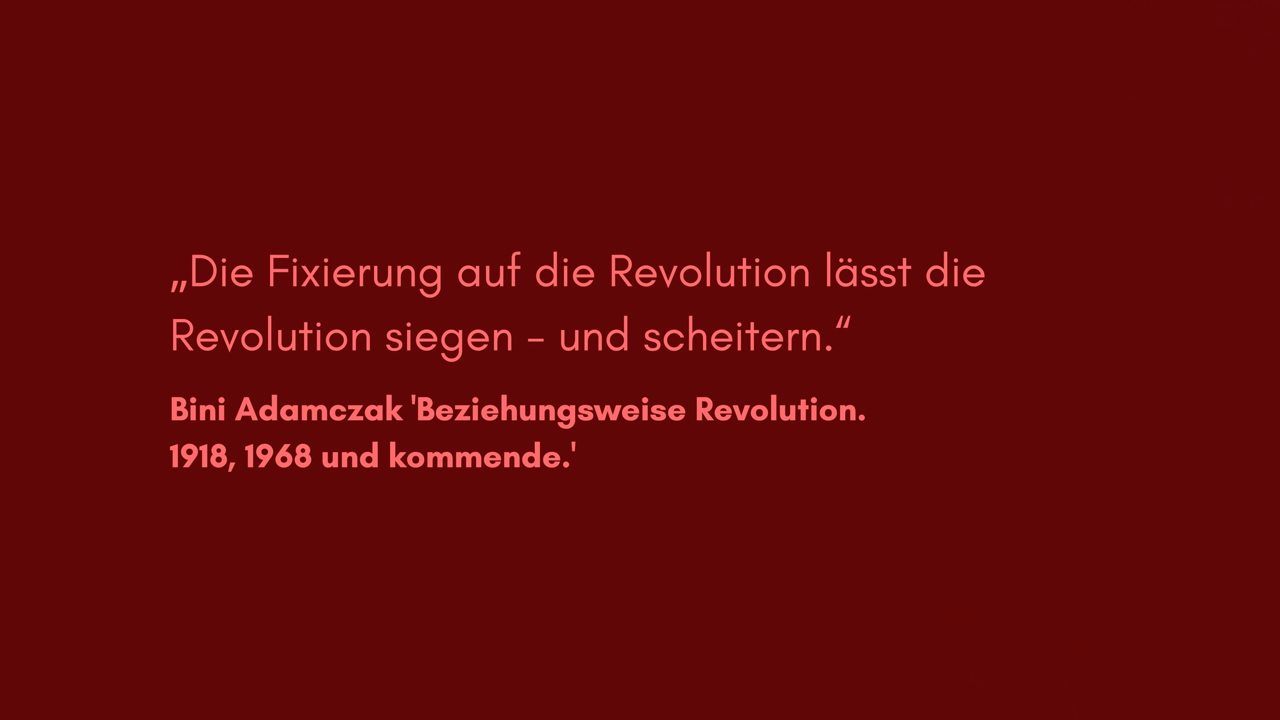 „Die Fixierung auf die Revolution lässt die
Revolution siegen – und scheitern.“
Bini Adamczak 'Beziehungsweise Revolution.
1918, 1968 und kommende.'